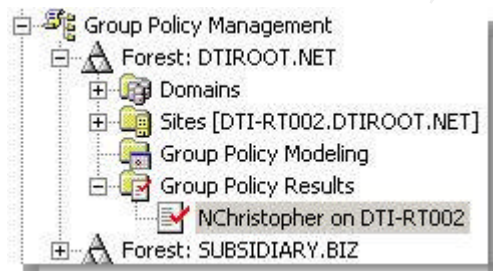 Group Policy Management
Forest: DTIROOT.NET
Domains
Sites [DTI-RT002.DTIROOT.NET]
Group Policy Modeling
Group Policy Results
NChristopher on DTI-RT002
Forest: SUBSIDIARY.BIZ